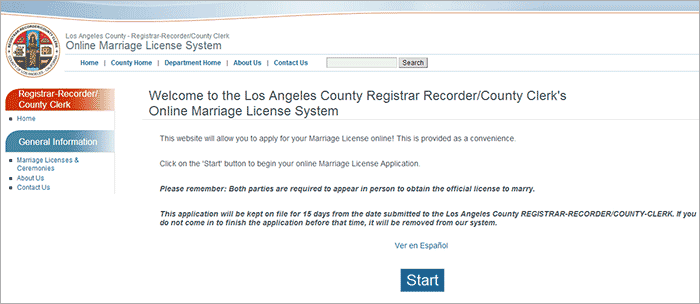 Los Angeles County - Registrar-Recorder/County Clerk
Online Marriage License System
Home | County Home | Department Home | About Us | Contact Us
Search
Registrar-Recorder/
County Clerk
Home
General Information
Marriage Licenses &
Ceremonies
About Us
Contact Us
Welcome to the Los Angeles County Registrar Recorder/County Clerk's
Online Marriage License System
This website will allow you to apply for your Marriage License online! This is provided as a convenience.
Click on the 'Start' button to begin your online Marriage License Application.
Please remember: Both parties are required to appear in person to obtain the official license to marry.
This application will be kept on file for 15 days from the date submitted to the Los Angeles County REGISTRAR-RECORDER/COUNTY-CLERK. If you
do not come in to finish the application before that time, it will be removed from our system.
Ver en Español
Start